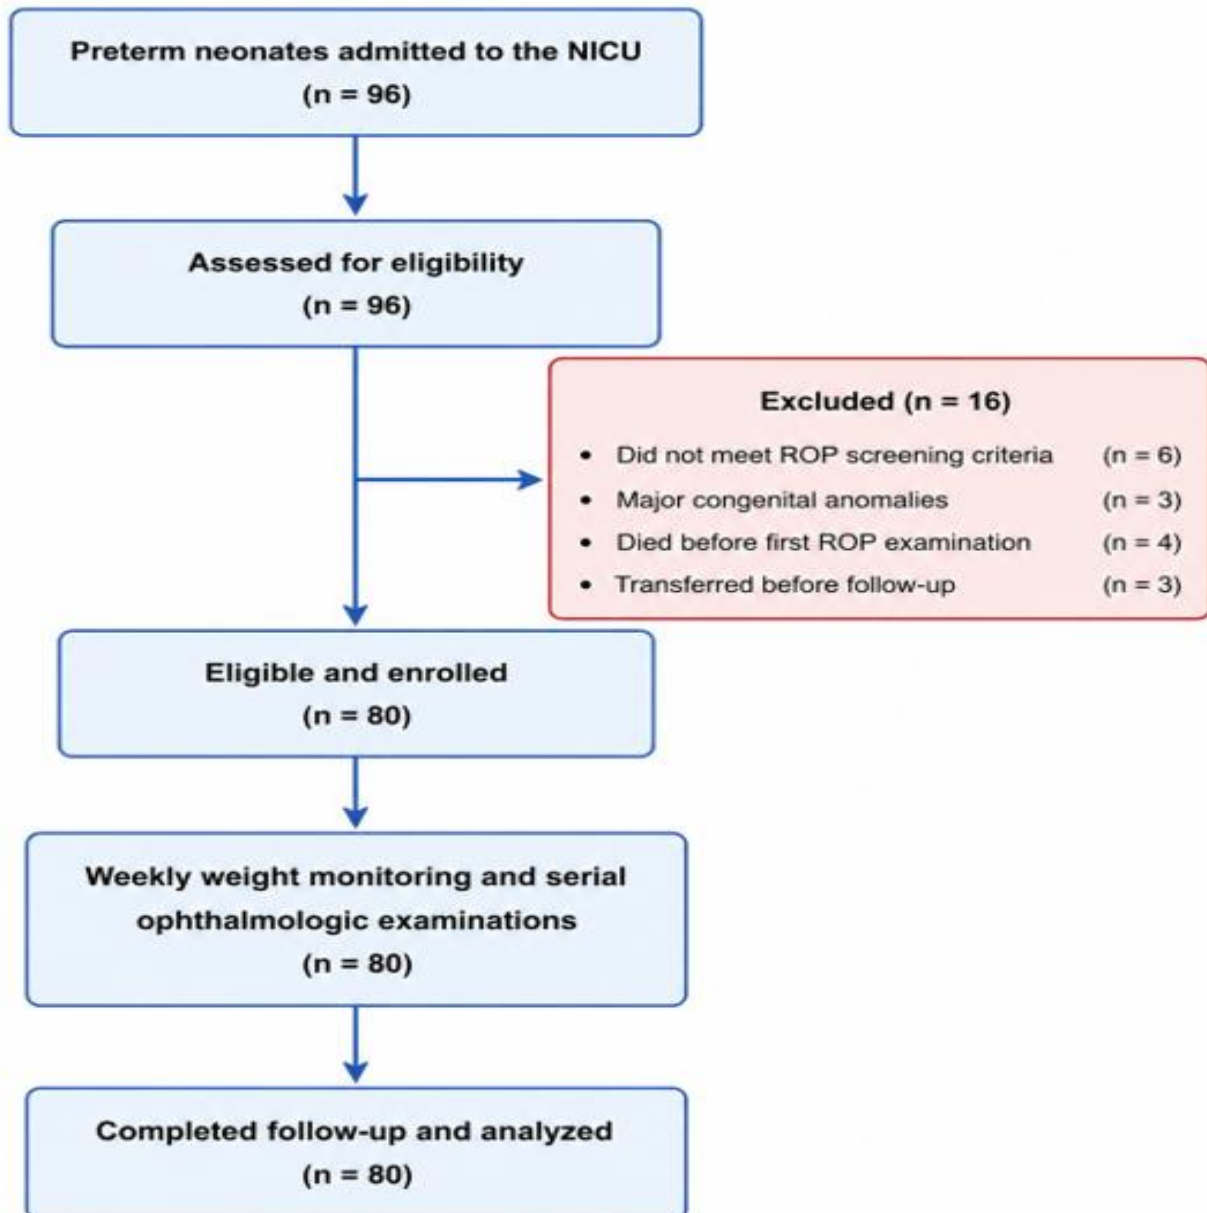 Preterm neonates admitted to the NICU
(n = 96)
Assessed for eligibility
(n = 96)
Excluded (n = 16)
• Did not meet ROP screening criteria (n = 6)
• Major congenital anomalies (n = 3)
• Died before first ROP examination (n = 4)
• Transferred before follow-up (n = 3)
Eligible and enrolled
(n = 80)
Weekly weight monitoring and serial
ophthalmologic examinations
(n = 80)
Completed follow-up and analyzed
(n = 80)